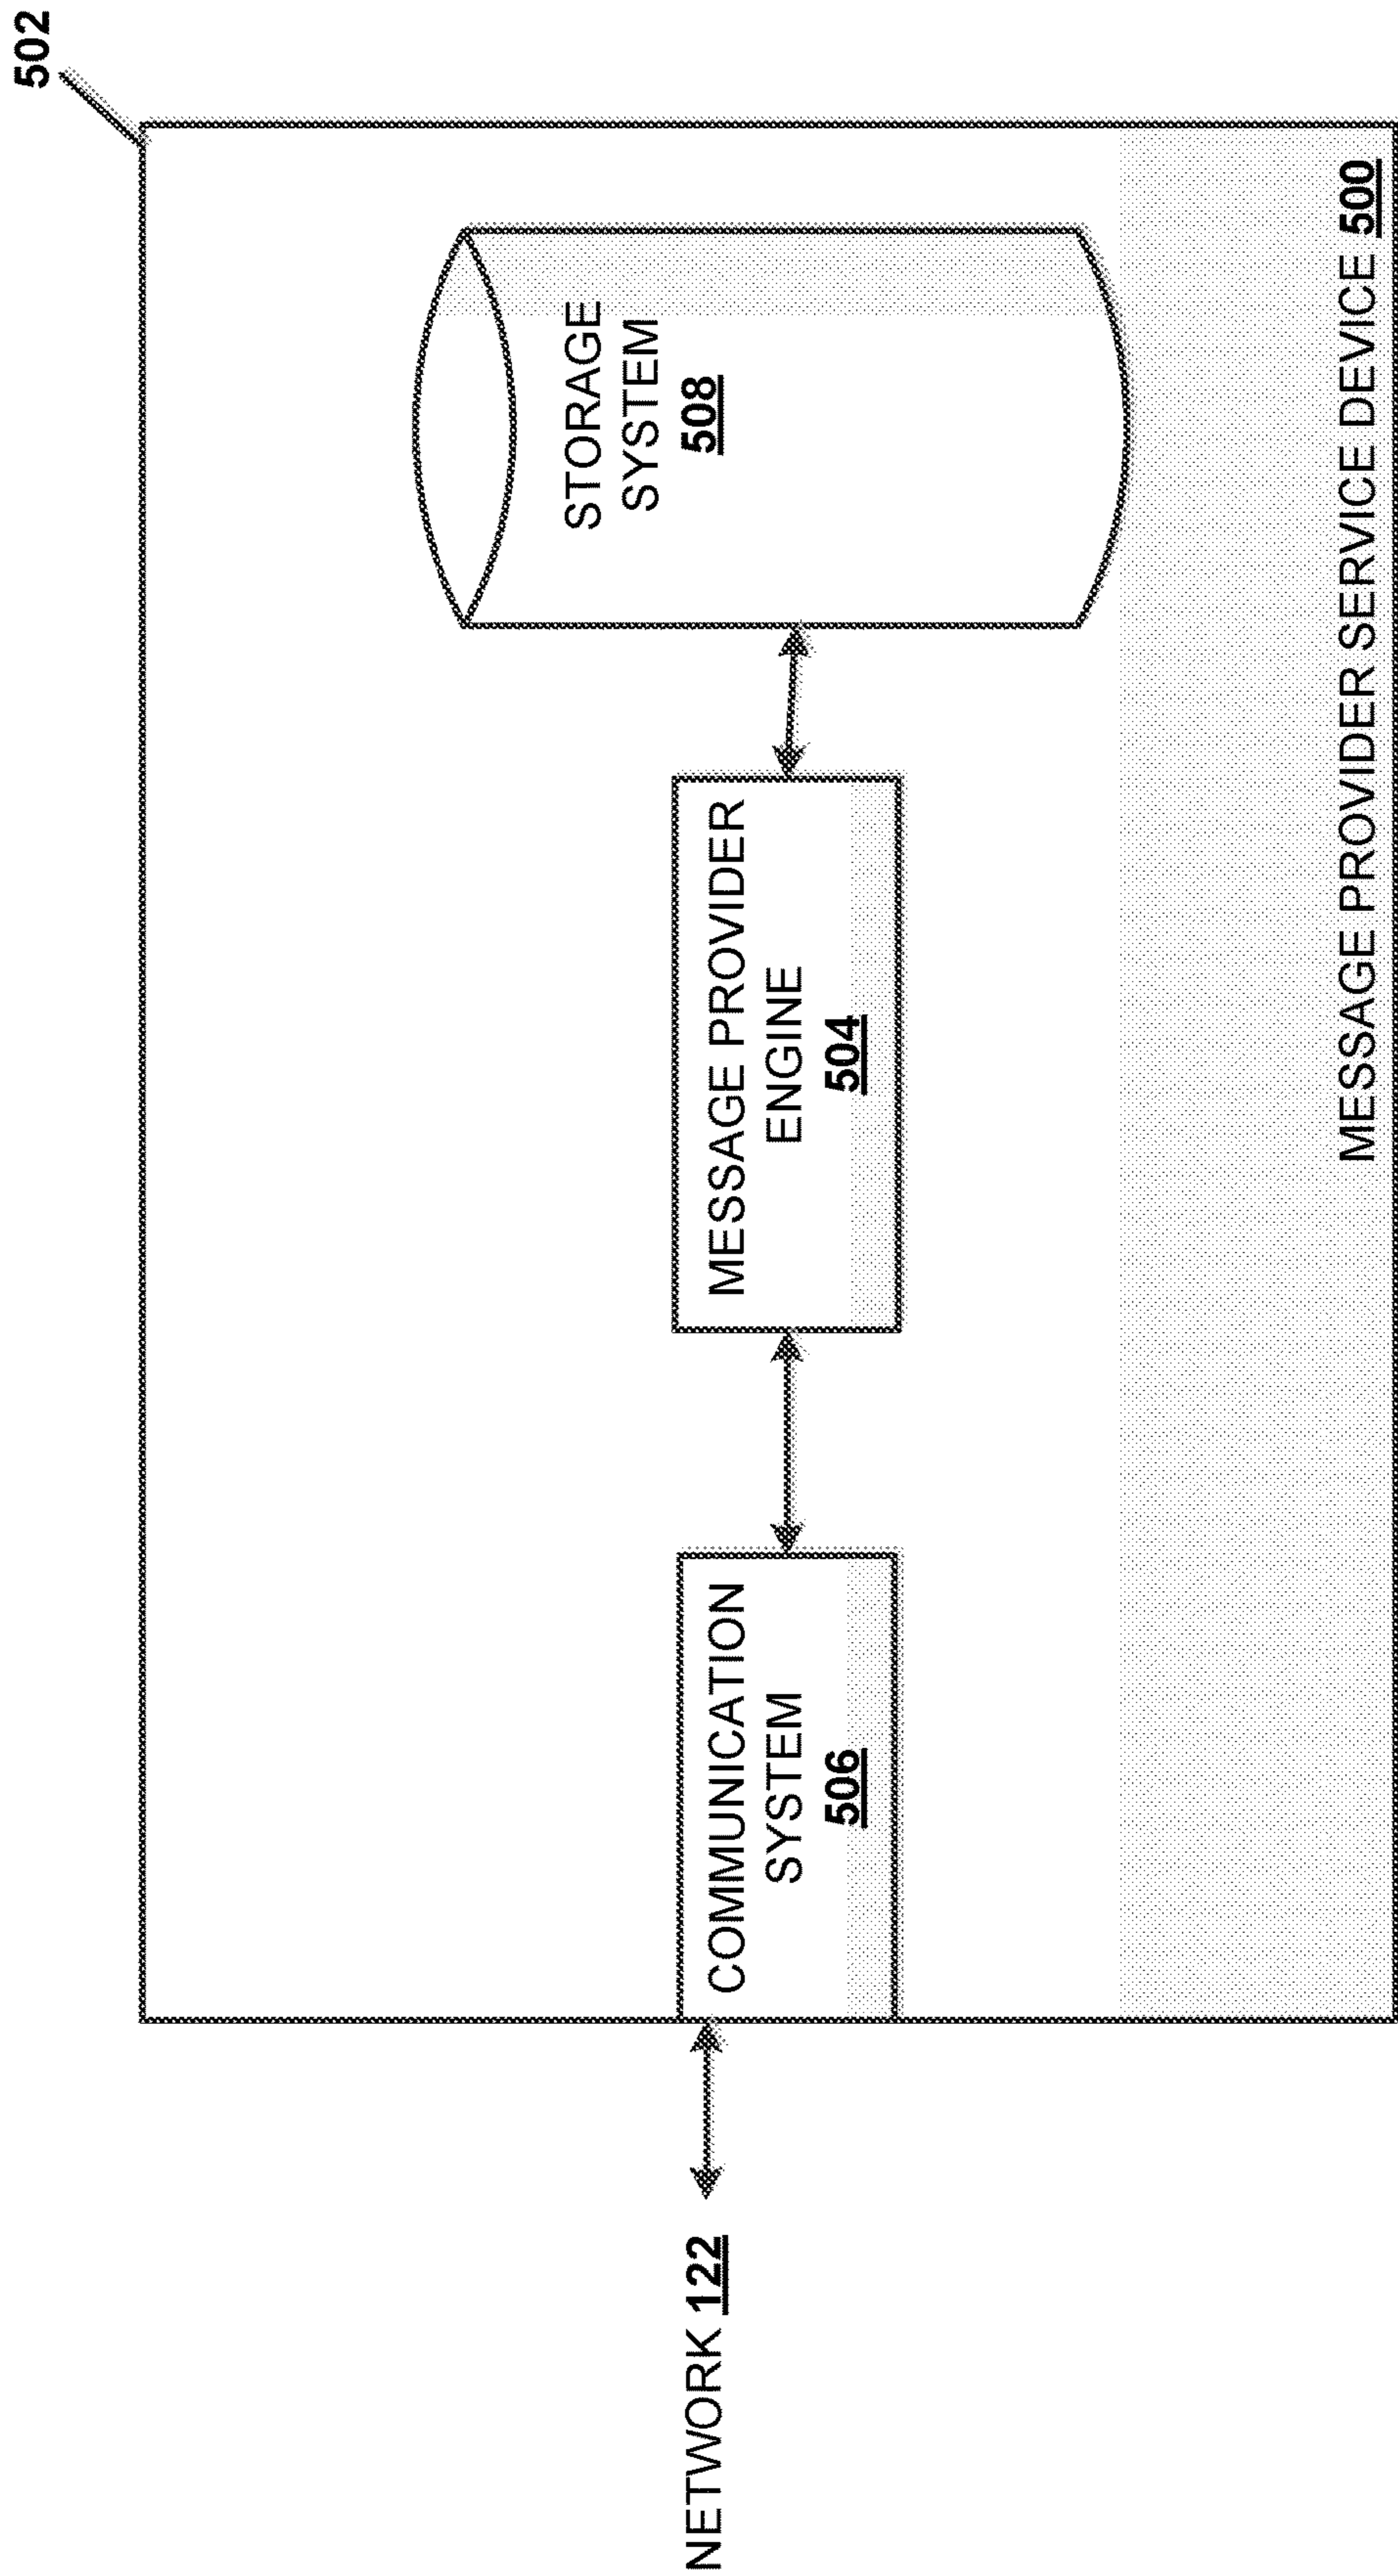 502
STORAGE
SYSTEM
508
MESSAGE PROVIDER
ENGINE
504
COMMUNICATION
SYSTEM
506
NETWORK 122
MESSAGE PROVIDER SERVICE DEVICE 500